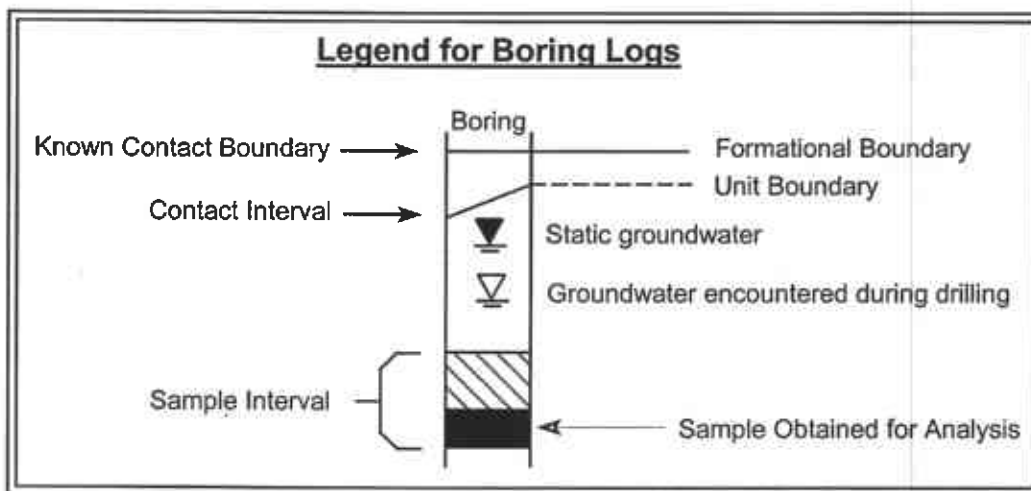 Legend for Boring Logs
Boring
Known Contact Boundary
Formational Boundary
Unit Boundary
Contact Interval
Static groundwater
Groundwater encountered during drilling
Sample Interval
Sample Obtained for Analysis